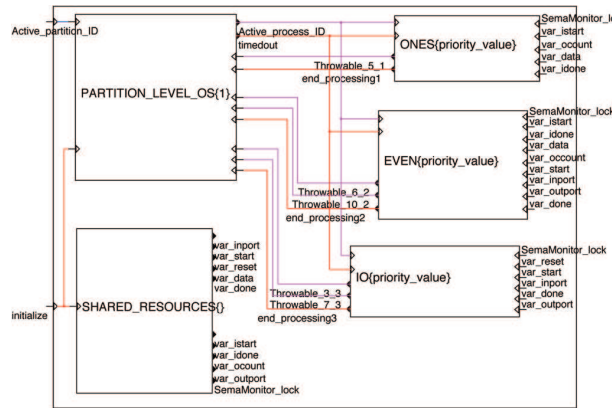 Active_partition_ID
PARTITION_LEVEL_OS{1}
Active_process_ID
timedout
Throwable_5_1
end_processing1
ONES{priority_value}
SemaMonitor_lock
var_istart
var_ocount
var_data
var_idone
Throwable_6_2
Throwable_10_2
end_processing2
EVEN{priority_value}
SemaMonitor_lock
var_istart
var_idone
var_data
var_occount
var_start
var_inport
var_outport
var_done
Throwable_3_3
Throwable_7_3
end_processing3
IO{priority_value}
SemaMonitor_lock
var_reset
var_start
var_inport
var_done
var_outport
initialize
SHARED_RESOURCES{}
var_inport
var_start
var_reset
var_data
var_done
var_istart
var_idone
var_ocount
var_outport
SemaMonitor_lock